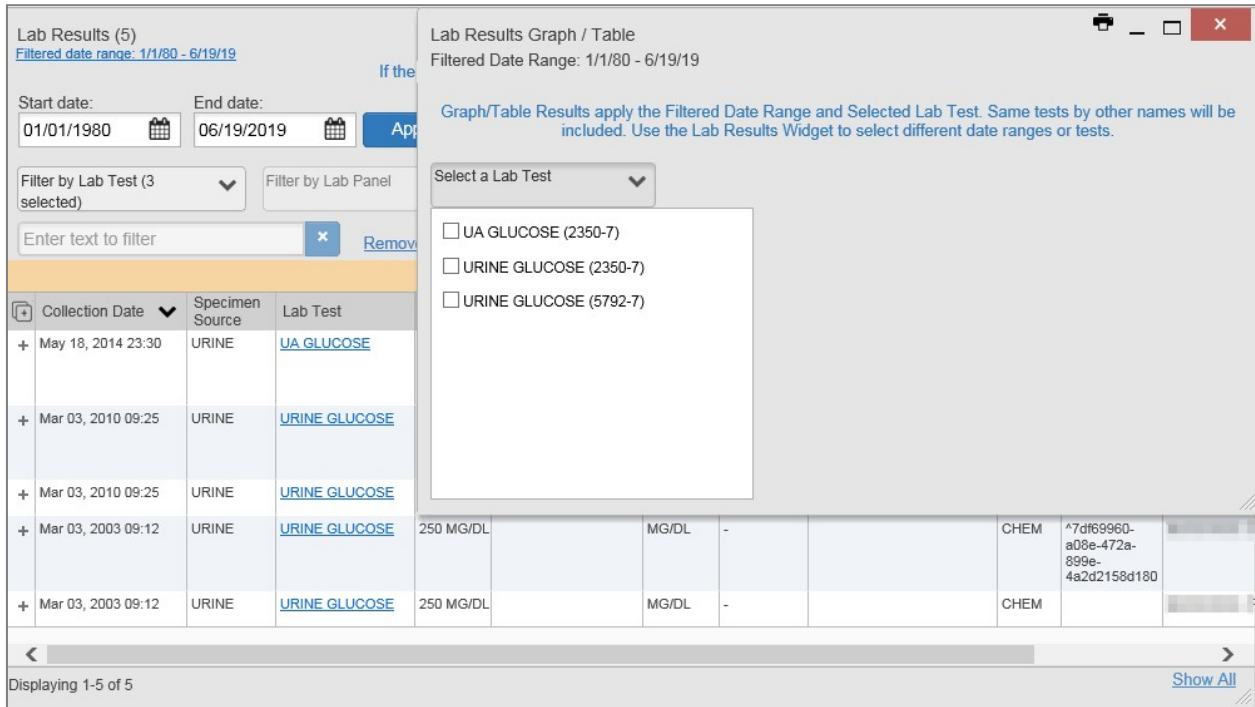 Lab Results (5)
Filtered date range: 1/1/80 - 6/19/19
If the
Start date:
End date:
01/01/1980
06/19/2019
Filter by Lab Test (3
selected)
Filter by Lab Panel
Enter text to filter
Lab Results Graph / Table
Filtered Date Range: 1/1/80 - 6/19/19
Graph/Table Results apply the Filtered Date Range and Selected Lab Test. Same tests by other names will be
included. Use the Lab Results Widget to select different date ranges or tests.
Select a Lab Test
UA GLUCOSE (2350-7)
URINE GLUCOSE (2350-7)
URINE GLUCOSE (5792-7)
Collection Date
Specimen
Source
Lab Test
May 18, 2014 23:30 URINE UA GLUCOSE
Mar 03, 2010 09:25 URINE URINE GLUCOSE
Mar 03, 2010 09:25 URINE URINE GLUCOSE
Mar 03, 2003 09:12 URINE URINE GLUCOSE 250 MG/DL MG/DL - CHEM ^7df69960-
a08e-472a-
899e-
4a2d2158d180
Mar 03, 2003 09:12 URINE URINE GLUCOSE 250 MG/DL MG/DL - CHEM
Displaying 1-5 of 5
Show All